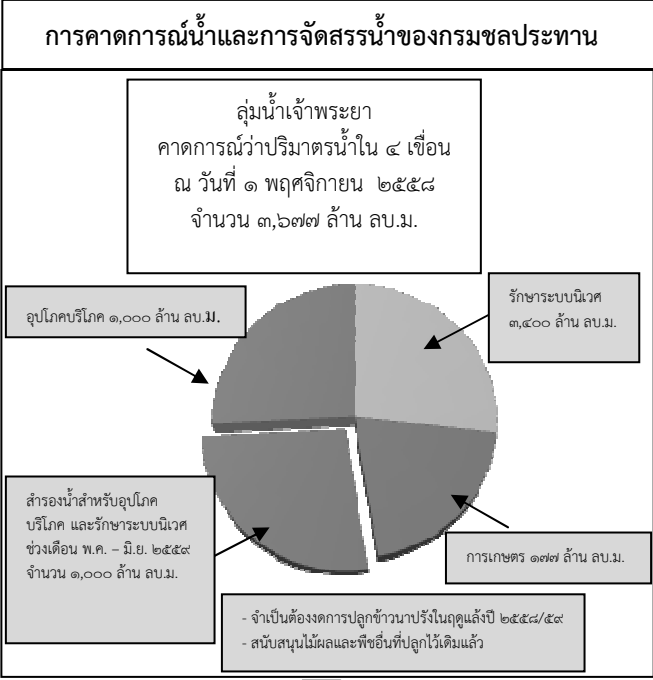 การคาดการณ์น้ำและการจัดสรรน้ำของกรมชลประทาน
ลุ่มน้ำเจ้าพระยา
คาดการณ์ว่าปริมาตรน้ำใน ๔ เขื่อน
ณ วันที่ ๑ พฤศจิกายน ๒๕๕๘
จำนวน ๓,๖๗๗ ล้าน ลบ.ม.
อุปโภคบริโภค ๑,๐๐๐ ล้าน ลบ.ม.
รักษาระบบนิเวศ
๓,๔๐๐ ล้าน ลบ.ม.
สำรองน้ำสำหรับอุปโภค
บริโภค และรักษาระบบนิเวศ
ช่วงเดือน พ.ค. – มิ.ย. ๒๕๕๙
จำนวน ๑,๐๐๐ ล้าน ลบ.ม.
การเกษตร ๑๗๗ ล้าน ลบ.ม.
- จำเป็นต้องงดการปลูกข้าวนาปรังในฤดูแล้งปี ๒๕๕๘/๕๙
- สนับสนุนไม้ผลและพืชอื่นที่ปลูกไว้เดิมแล้ว